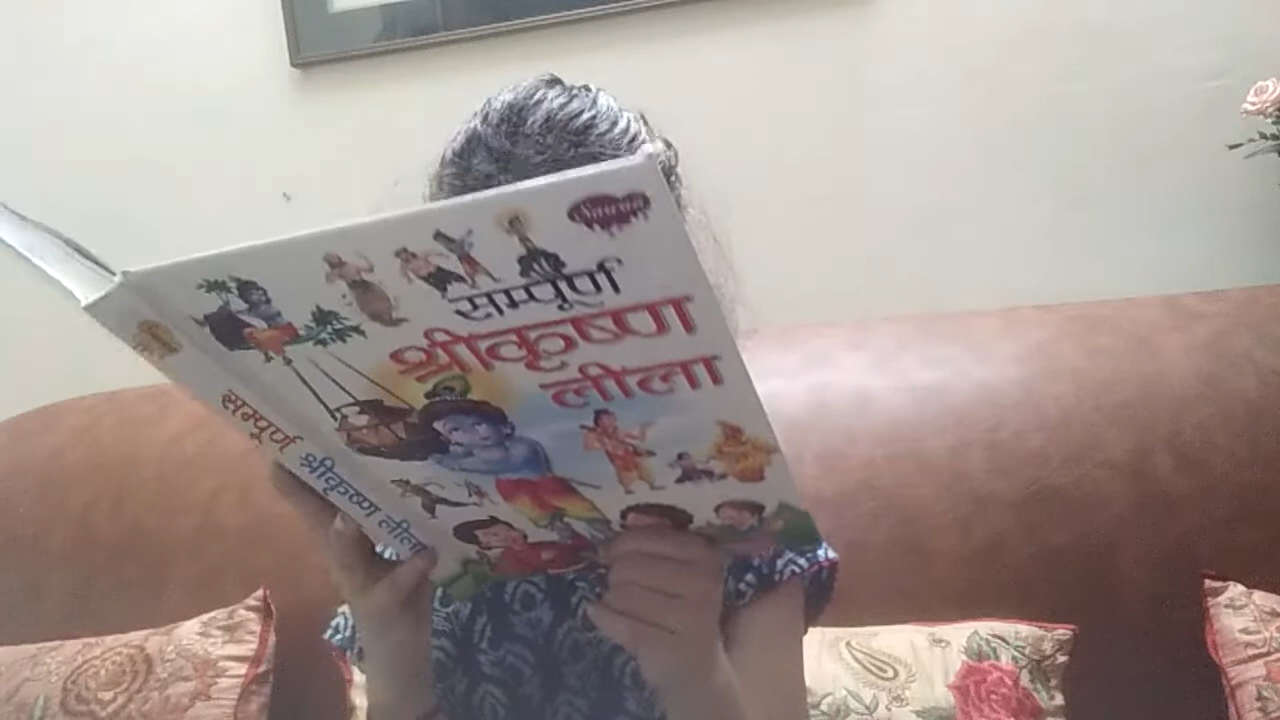 सम्पूर्ण
श्रीकृष्ण
लीला
सम्पूर्ण श्रीकृष्ण लीला